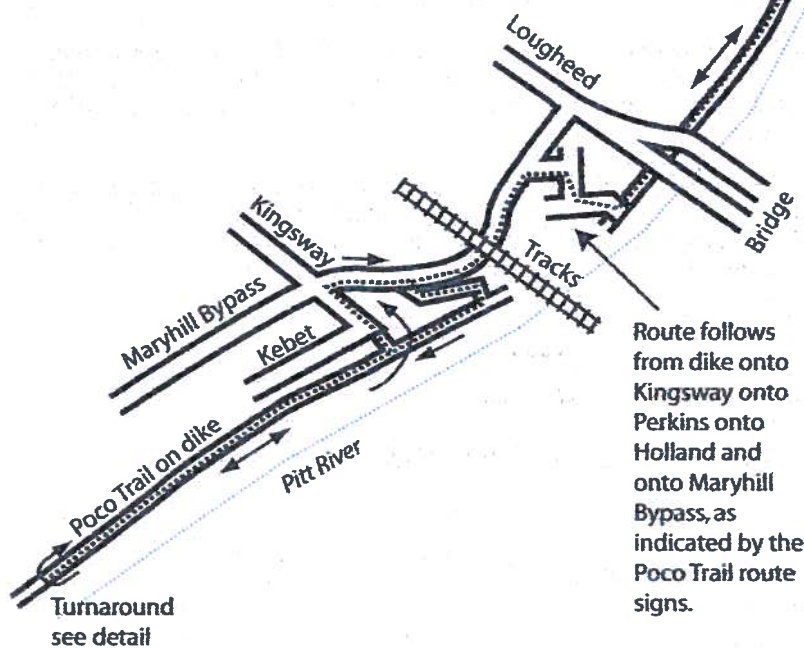 Lougheed
Kingsway
Bridge
Tracks
Maryhill Bypass
Kebet
Route follows
from dike onto
Kingsway onto
Perkins onto
Holland and
onto Maryhill
Bypass, as
indicated by the
Poco Trail route
signs.
Poco Trail on dike
Pitt River
Turnaround
see detail